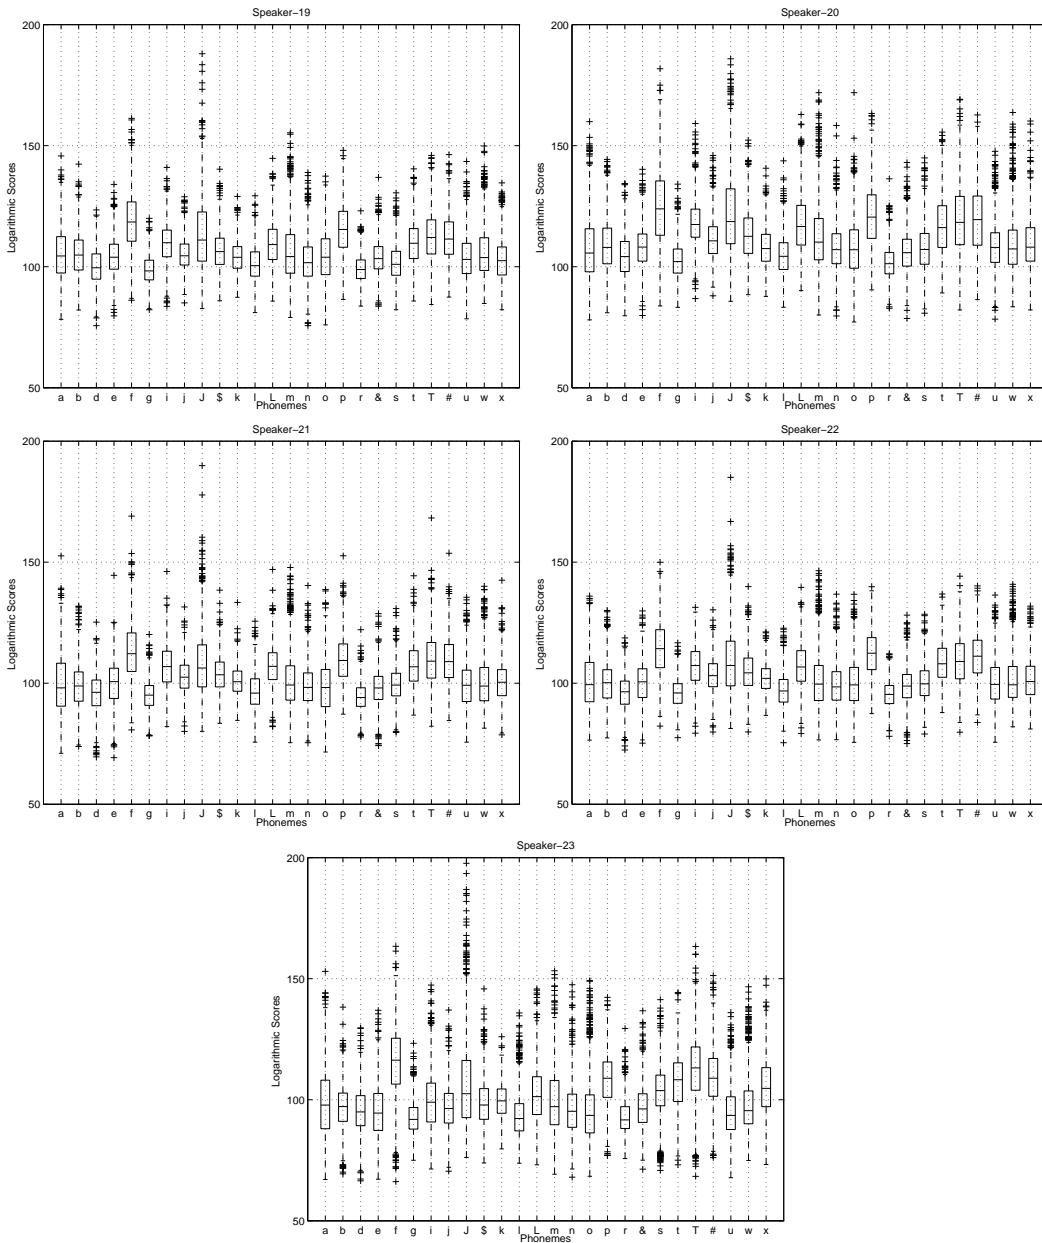 Speaker−19
Logarithmic Scores
200
150
100
50
a b d e f g i j J $ k l L m n o p r & s t T # u w x
Phonemes
Speaker−20
Logarithmic Scores
200
150
100
50
a b d e f g i j J $ k l L m n o p r & s t T # u w x
Phonemes
Speaker−21
Logarithmic Scores
200
150
100
50
a b d e f g i j J $ k l L m n o p r & s t T # u w x
Phonemes
Speaker−22
Logarithmic Scores
200
150
100
50
a b d e f g i j J $ k l L m n o p r & s t T # u w x
Phonemes
Speaker−23
Logarithmic Scores
200
150
100
50
a b d e f g i j J $ k l L m n o p r & s t T # u w x
Phonemes